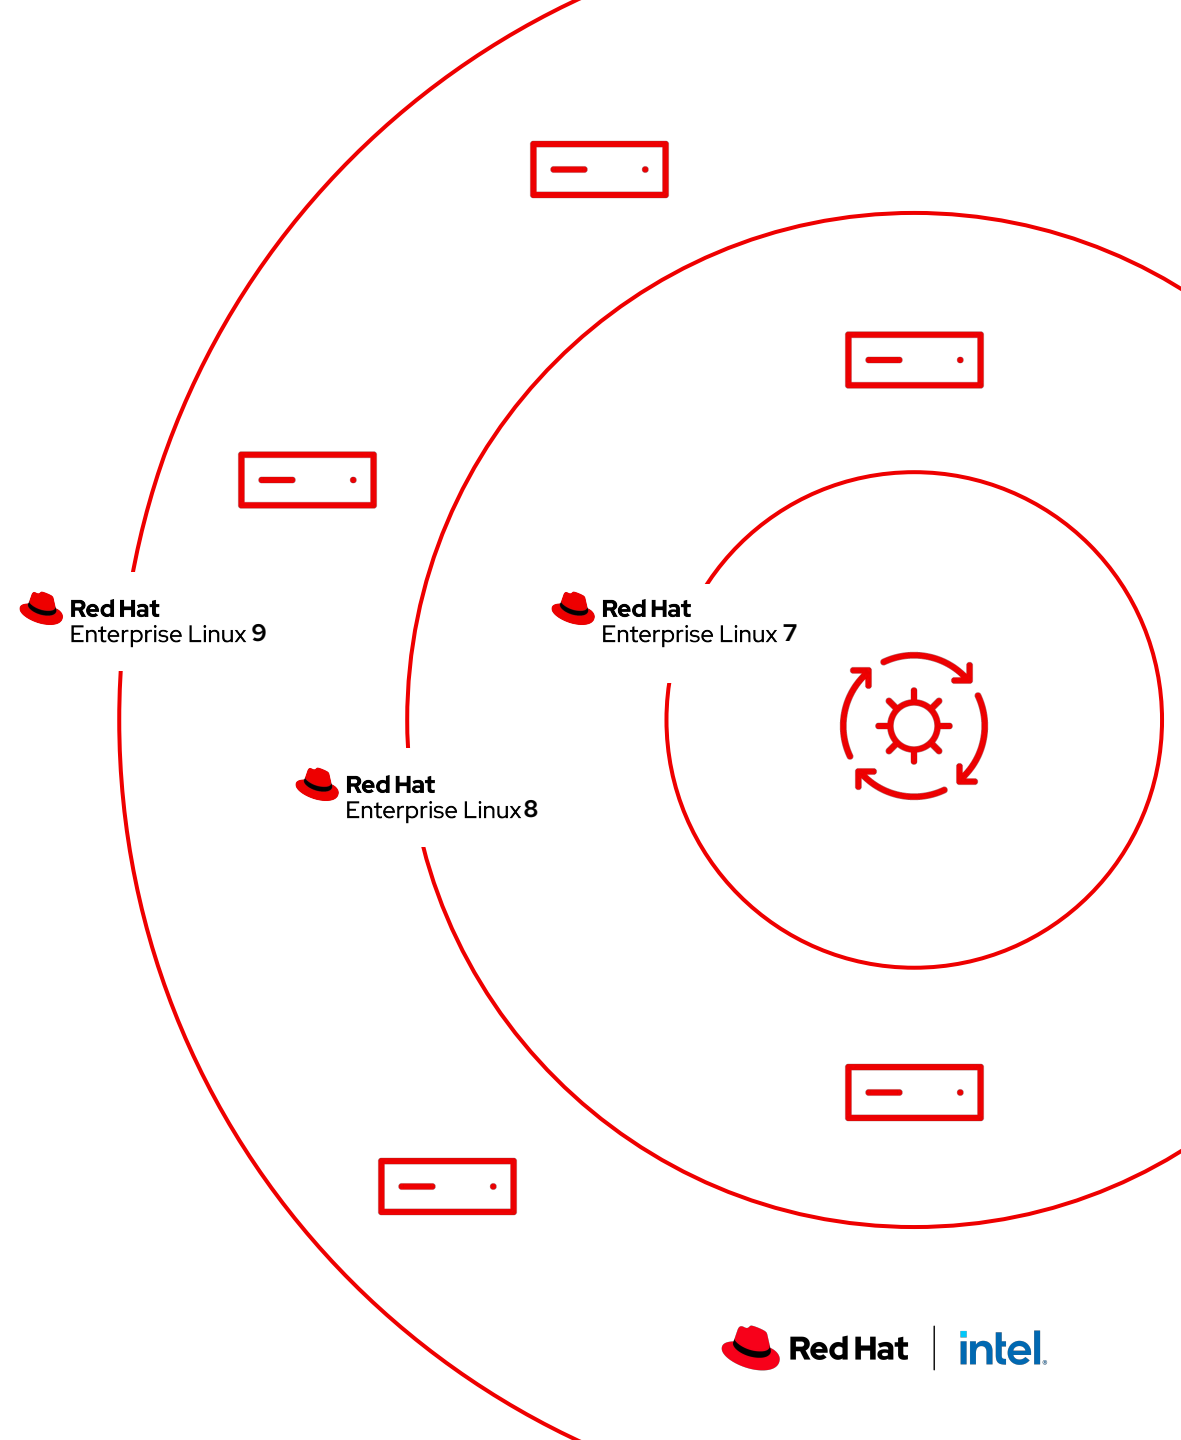 Red Hat
Enterprise Linux 9
Red Hat
Enterprise Linux 7
Red Hat
Enterprise Linux 8
Red Hat | intel®